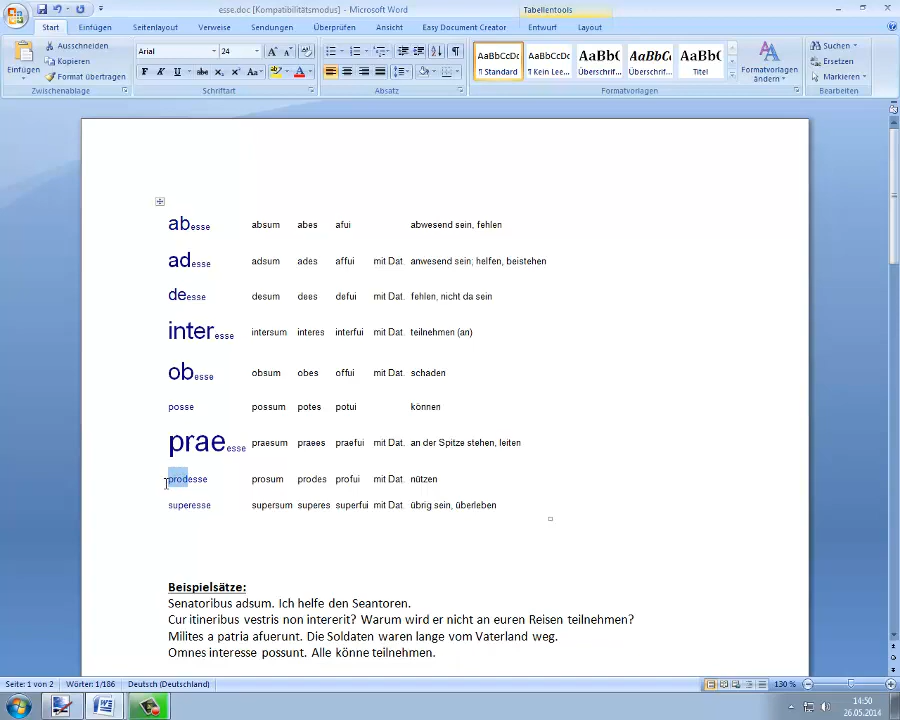 esse.doc [Kompatibilitätsmodus] - Microsoft Word
Tabellentools
Start Einfügen Seitenlayout Verweise Sendungen Überprüfen Ansicht Easy Document Creator Entwurf Layout
Einfügen
Ausschneiden
Kopieren
Format übertragen
Zwischenablage
Arial 24
Schriftart
Absatz
AaBbCcDc AaBbCcDc AaBbC AaBbCc AaBbC
¶ Standard ¶ Kein Lee... Überschrif... Überschrif... Titel
Formatvorlagen ändern
Formatvorlagen
Suchen
Ersetzen
Markieren
Bearbeiten
abesse absum abes afui abwesend sein, fehlen
adesse adsum ades affui mit Dat. anwesend sein; helfen, beistehen
deesse desum dees defui mit Dat. fehlen, nicht da sein
interesse intersum interes interfui mit Dat. teilnehmen (an)
obesse obsum obes offui mit Dat. schaden
posse possum potes potui können
praeesse praesum praees praefui mit Dat. an der Spitze stehen, leiten
prodesse prosum prodes profui mit Dat. nützen
superesse supersum superes superfui mit Dat. übrig sein, überleben
Beispielsätze:
Senatoribus adsum. Ich helfe den Seantoren.
Cur itineribus vestris non intererit? Warum wird er nicht an euren Reisen teilnehmen?
Milites a patria afuerunt. Die Soldaten waren lange vom Vaterland weg.
Omnes interesse possunt. Alle könne teilnehmen.
Seite: 1 von 2 Wörter: 1/186 Deutsch (Deutschland) 130 %
14:50
26.05.2014